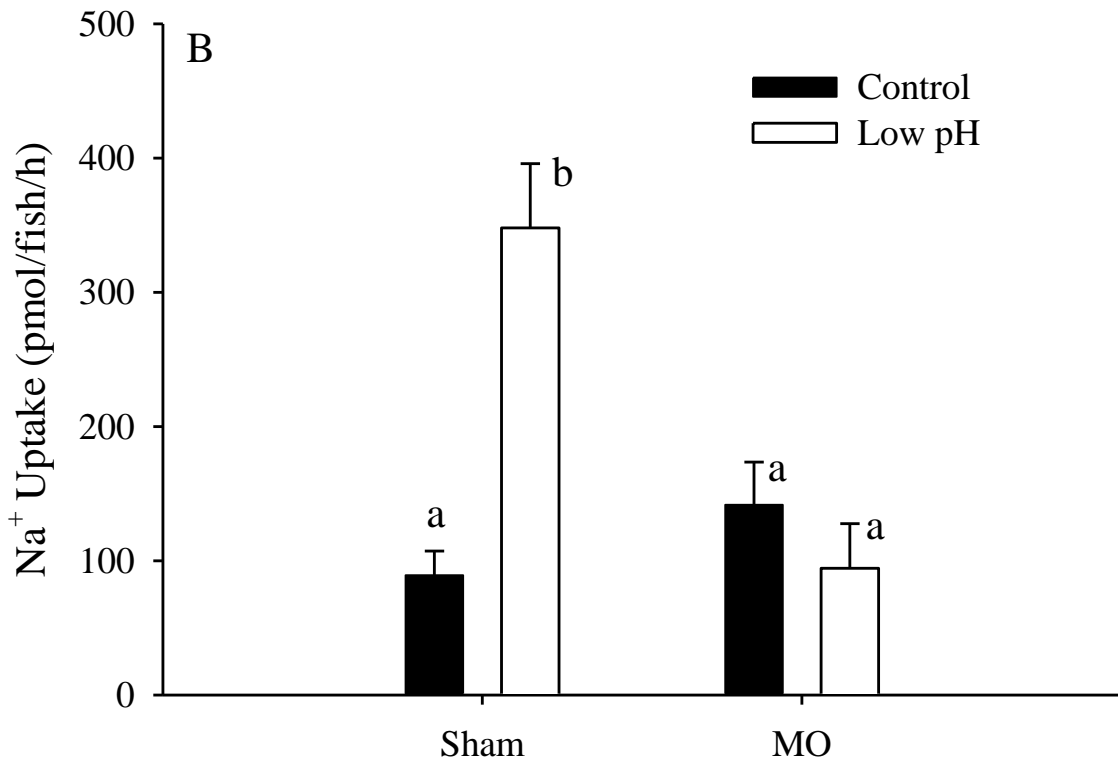 B
Control
Low pH
Na⁺ Uptake (pmol/fish/h)
500
400
300
200
100
0
a
b
a
a
Sham MO